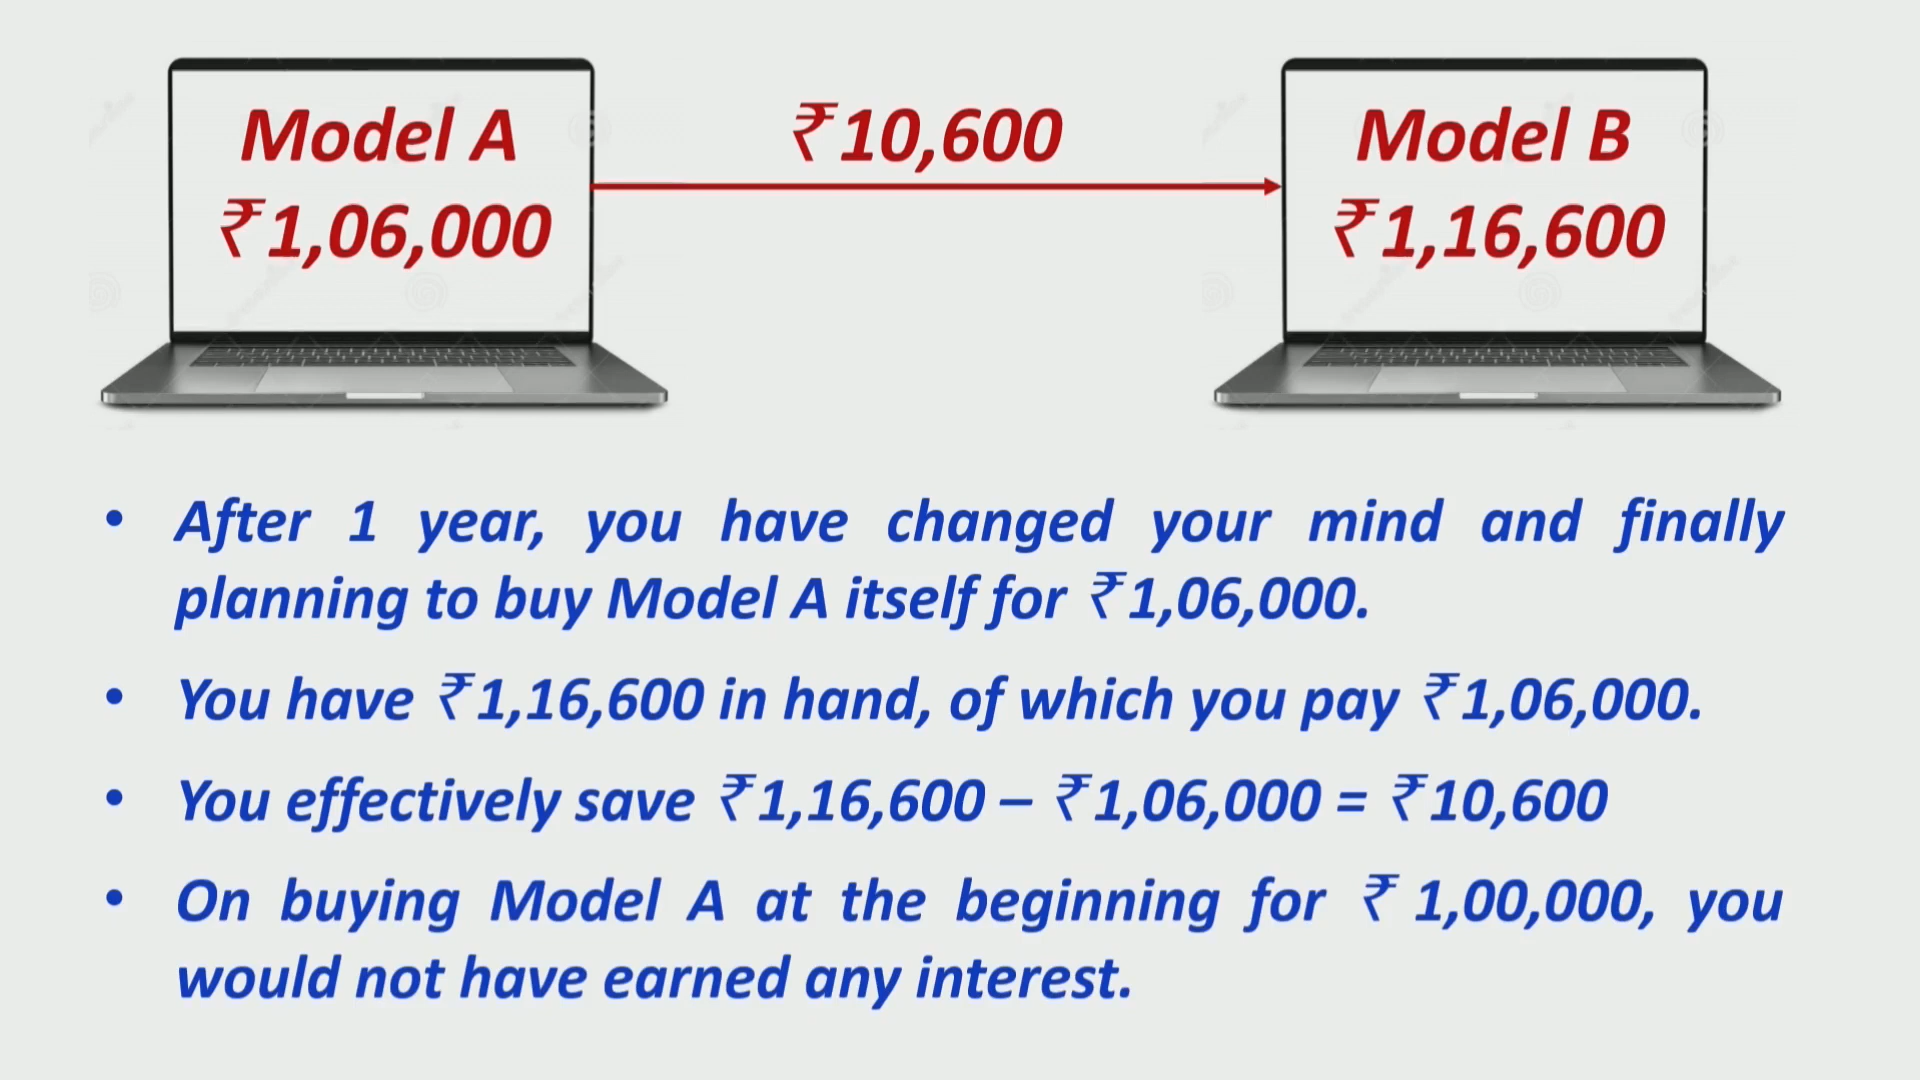 Model A
₹1,06,000
₹10,600
Model B
₹1,16,600
• After 1 year, you have changed your mind and finally
planning to buy Model A itself for ₹1,06,000.
• You have ₹1,16,600 in hand, of which you pay ₹1,06,000.
• You effectively save ₹1,16,600 – ₹1,06,000 = ₹10,600
• On buying Model A at the beginning for ₹ 1,00,000, you
would not have earned any interest.